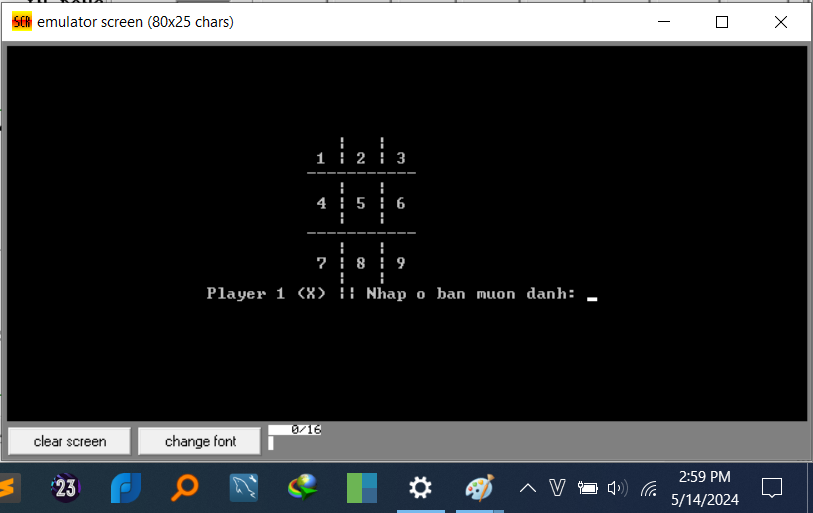 SCR emulator screen (80x25 chars)
1 ¦ 2 ¦ 3
4 ¦ 5 ¦ 6
7 ¦ 8 ¦ 9
Player 1 (X) ¦¦ Nhap o ban muon danh: _
clear screen
change font
0/16
23
2:59 PM
5/14/2024